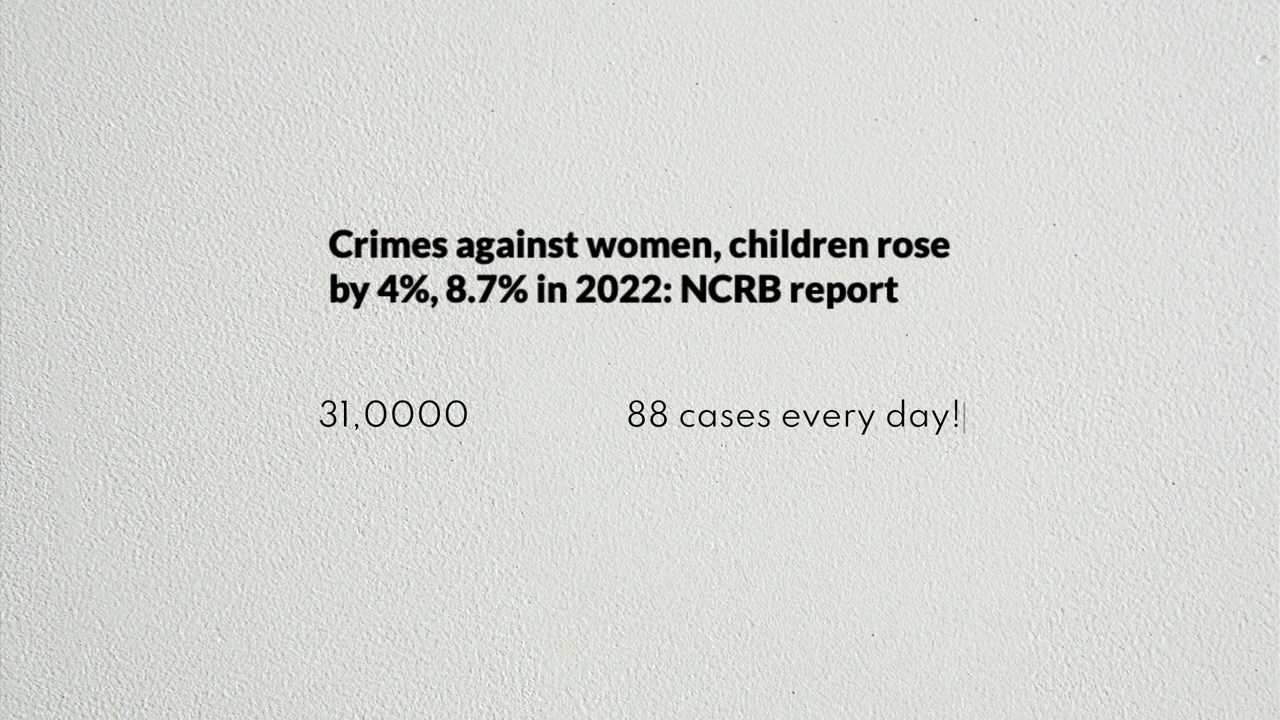 Crimes against women, children rose
by 4%, 8.7% in 2022: NCRB report
31,0000 88 cases every day!